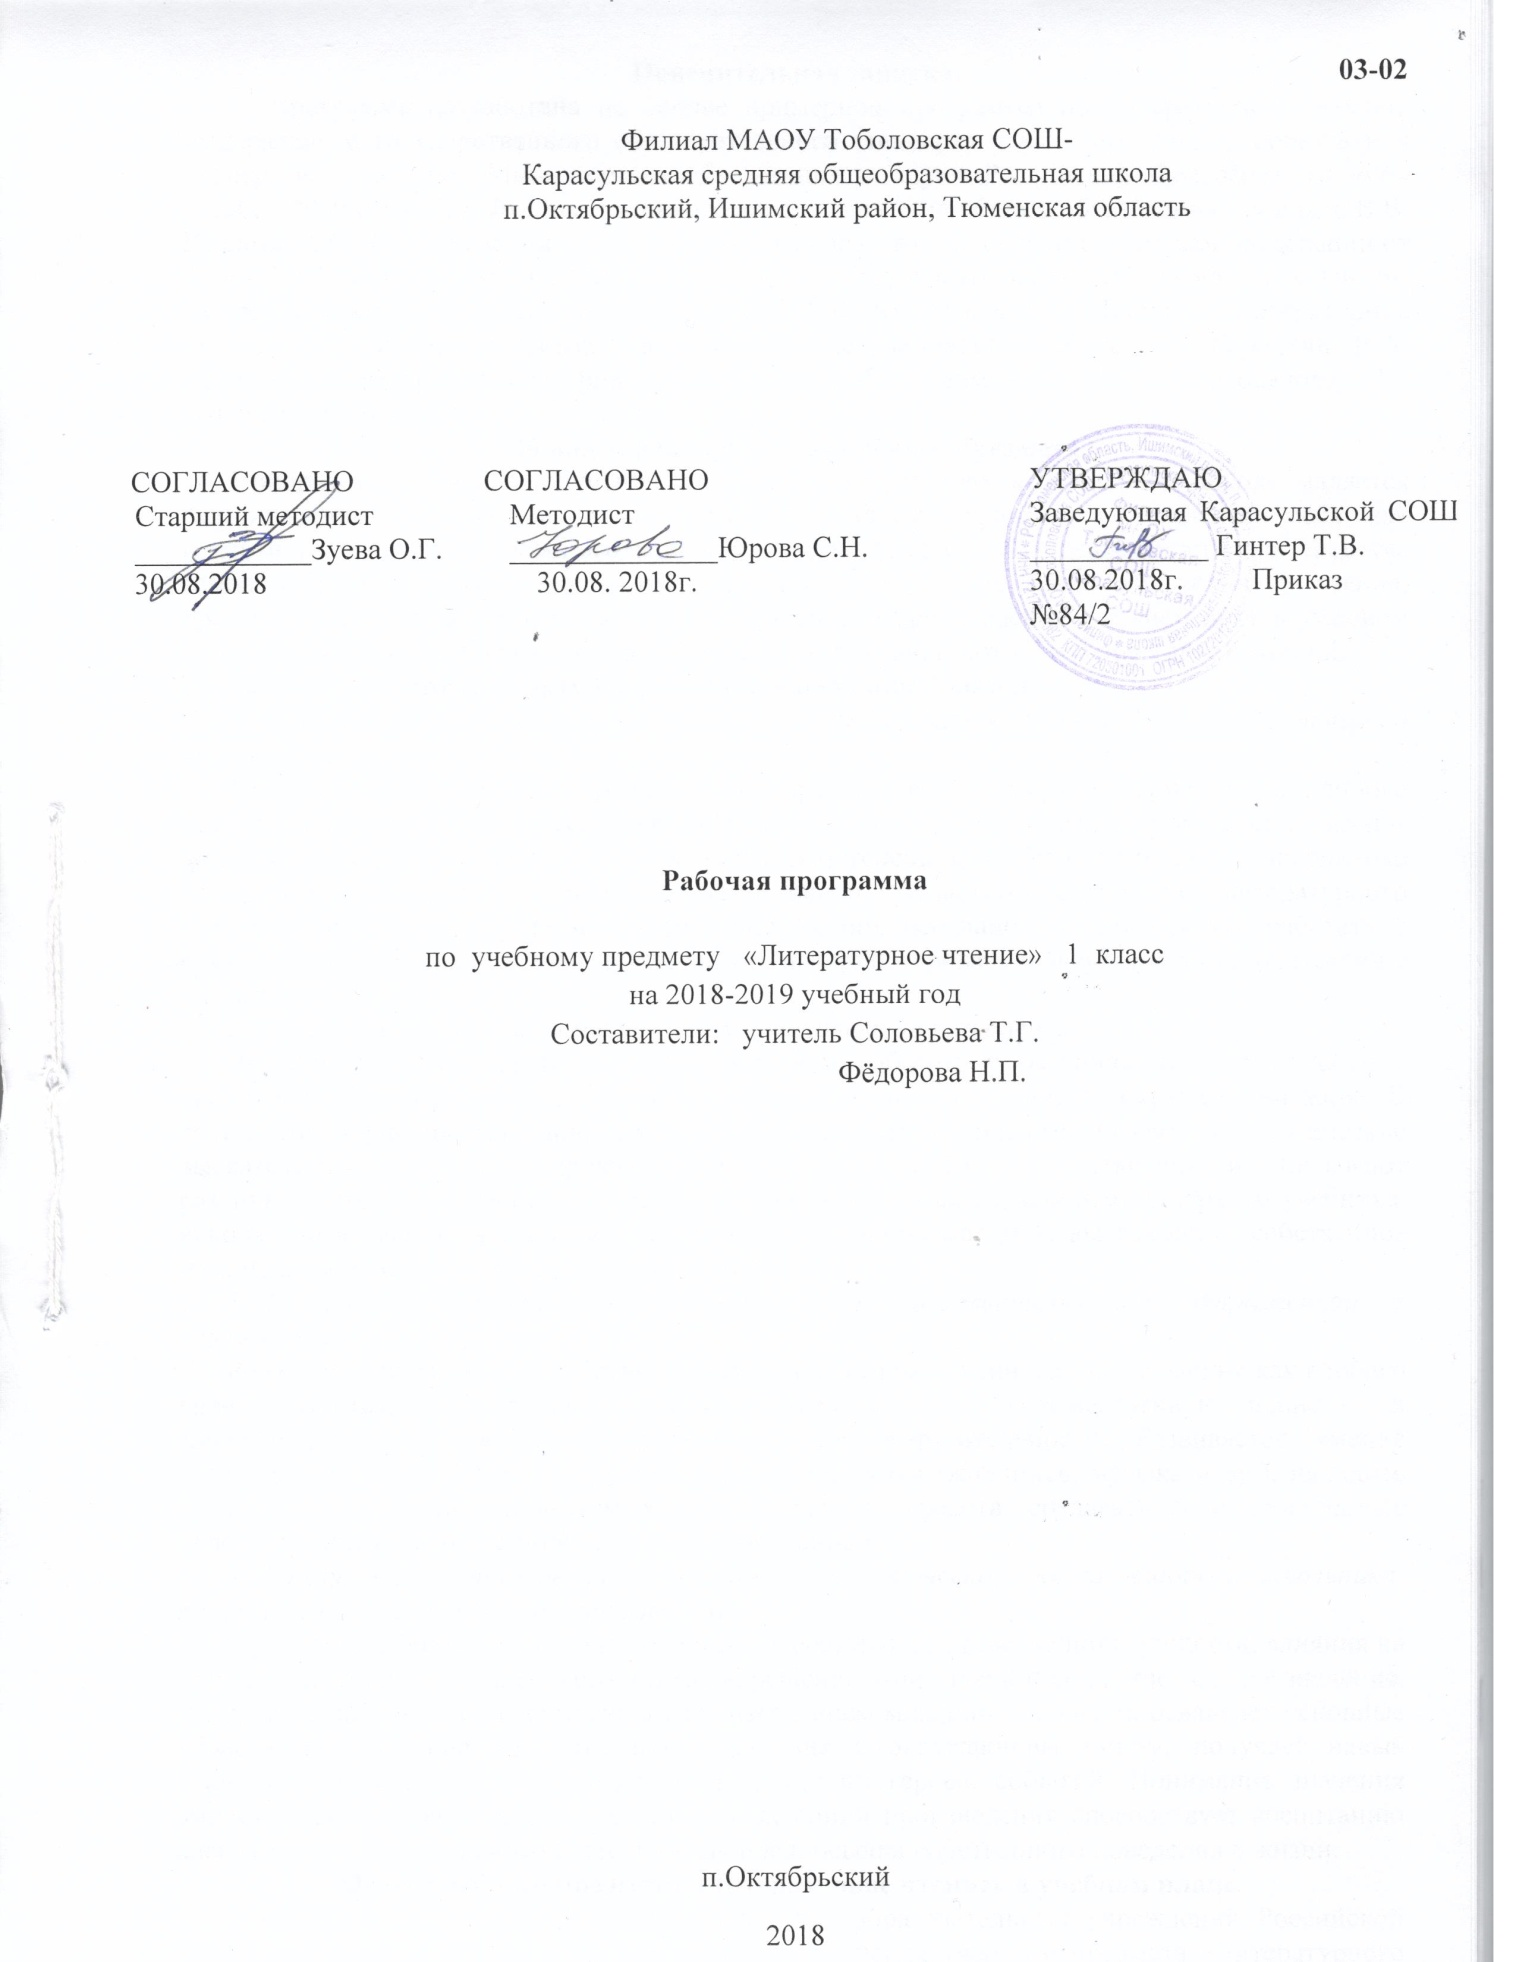 03-02
Филиал МАОУ Тоболовская СОШ-
Карасульская средняя общеобразовательная школа
п.Октябрьский, Ишимский район, Тюменская область
СОГЛАСОВАНО
Старший методист
Зуева О.Г.
30.08.2018
СОГЛАСОВАНО
Методист
Юрова С.Н.
30.08. 2018г.
УТВЕРЖДАЮ
Заведующая Карасульской СОШ
Гинтер Т.В.
30.08.2018г. Приказ
№84/2
Рабочая программа
по учебному предмету «Литературное чтение» 1 класс
на 2018-2019 учебный год
Составители: учитель Соловьева Т.Г.
Фёдорова Н.П.
п.Октябрьский
2018